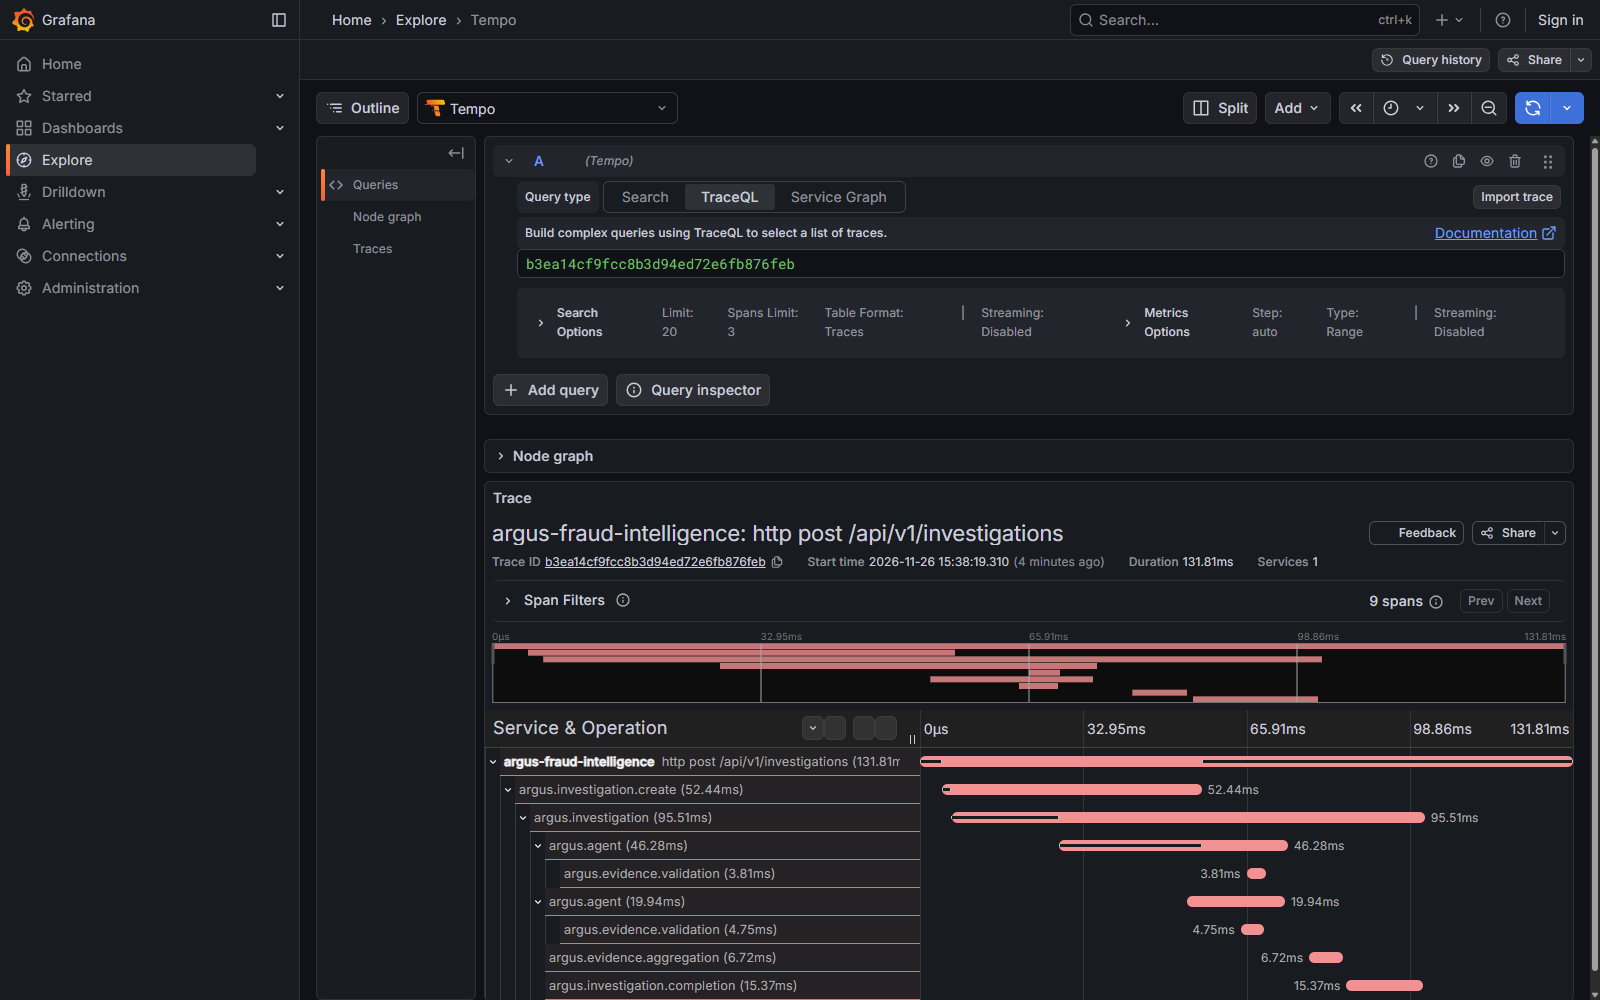 Grafana
Home › Explore › Tempo
Search... ctrl+k
Sign in
Query history
Share
Home
Starred
Dashboards
Explore
Drilldown
Alerting
Connections
Administration
Outline
Tempo
Split
Add
Queries
Node graph
Traces
A (Tempo)
Query type Search TraceQL Service Graph Import trace
Build complex queries using TraceQL to select a list of traces. Documentation
b3ea14cf9fcc8b3d94ed72e6fb876feb
Search Options
Limit: 20
Spans Limit: 3
Table Format: Traces
Streaming: Disabled
Metrics Options
Step: auto
Type: Range
Streaming: Disabled
+ Add query
Query inspector
Node graph
Trace
argus-fraud-intelligence: http post /api/v1/investigations
Feedback Share
Trace ID b3ea14cf9fcc8b3d94ed72e6fb876feb Start time 2026-11-26 15:38:19.310 (4 minutes ago) Duration 131.81ms Services 1
Span Filters 9 spans Prev Next
0µs 32.95ms 65.91ms 98.86ms 131.81ms
Service & Operation 0µs 32.95ms 65.91ms 98.86ms 131.81ms
argus-fraud-intelligence http post /api/v1/investigations (131.81m
argus.investigation.create (52.44ms) 52.44ms
argus.investigation (95.51ms) 95.51ms
argus.agent (46.28ms) 46.28ms
argus.evidence.validation (3.81ms) 3.81ms
argus.agent (19.94ms) 19.94ms
argus.evidence.validation (4.75ms) 4.75ms
argus.evidence.aggregation (6.72ms) 6.72ms
argus.investigation.completion (15.37ms) 15.37ms